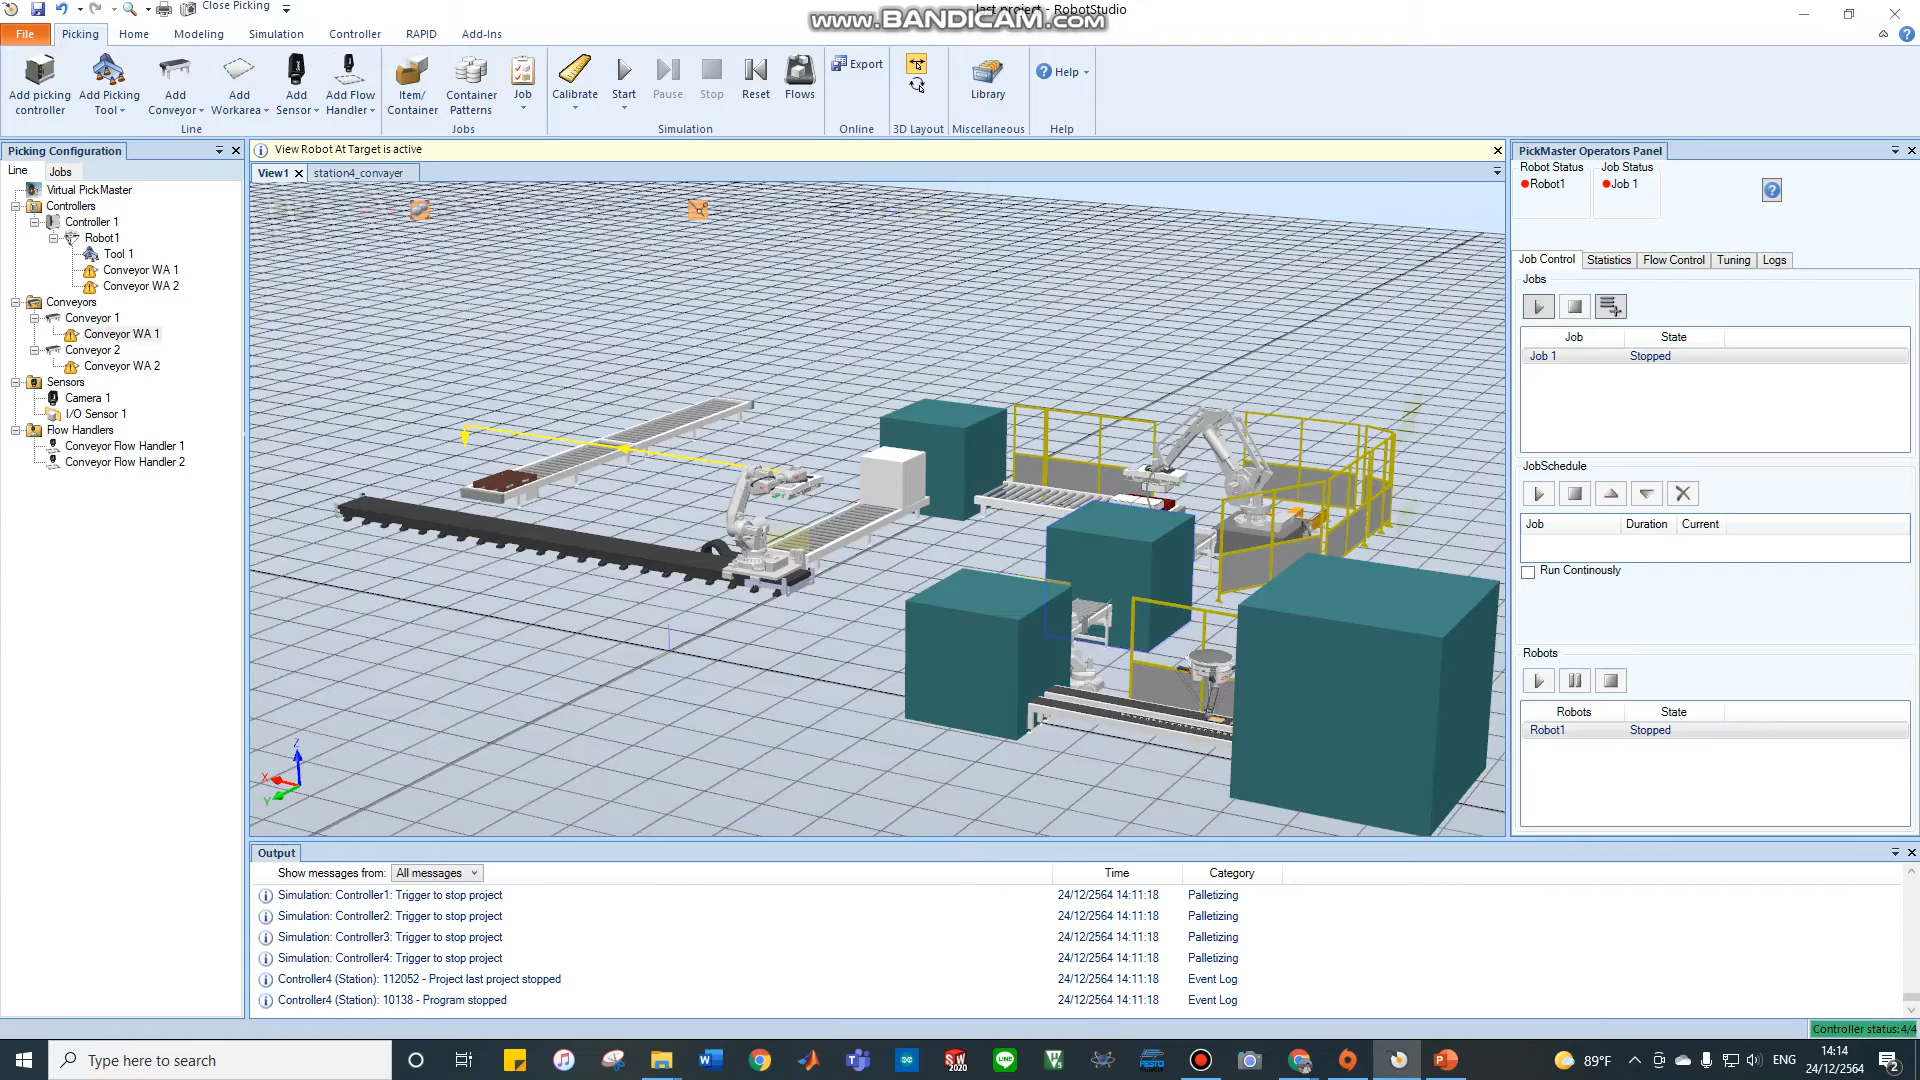 Close Picking
www.BANDICAM.com
last project - RobotStudio
File
Picking
Home
Modeling
Simulation
Controller
RAPID
Add-Ins
Add picking controller
Add Picking Tool
Add Conveyor
Add Workarea
Add Sensor
Add Flow Handler
Item/ Container
Container Patterns
Job
Calibrate
Start
Pause
Stop
Reset
Flows
Export
Library
Help
Line
Jobs
Simulation
Online
3D Layout
Miscellaneous
Help
Picking Configuration
Line
Jobs
Virtual PickMaster
Controllers
Controller 1
Robot1
Tool 1
Conveyor WA 1
Conveyor WA 2
Conveyors
Conveyor 1
Conveyor WA 1
Conveyor 2
Conveyor WA 2
Sensors
Camera 1
I/O Sensor 1
Flow Handlers
Conveyor Flow Handler 1
Conveyor Flow Handler 2
View Robot At Target is active
View1
station4_convayer
Z
X
Y
PickMaster Operators Panel
Robot Status
Job Status
Robot1
Job 1
Job Control
Statistics
Flow Control
Tuning
Logs
Jobs
Job
State
Job 1
Stopped
JobSchedule
Job
Duration
Current
Run Continously
Robots
Robots
State
Robot1
Stopped
Output
Show messages from:
All messages
Time
Category
Simulation: Controller1: Trigger to stop project 24/12/2564 14:11:18 Palletizing
Simulation: Controller2: Trigger to stop project 24/12/2564 14:11:18 Palletizing
Simulation: Controller3: Trigger to stop project 24/12/2564 14:11:18 Palletizing
Simulation: Controller4: Trigger to stop project 24/12/2564 14:11:18 Palletizing
Controller4 (Station): 112052 - Project last project stopped 24/12/2564 14:11:18 Event Log
Controller4 (Station): 10138 - Program stopped 24/12/2564 14:11:18 Event Log
Controller status: 4/4
Type here to search
SW
2020
LINE
FESTO
89°F
ENG
14:14
24/12/2564
2